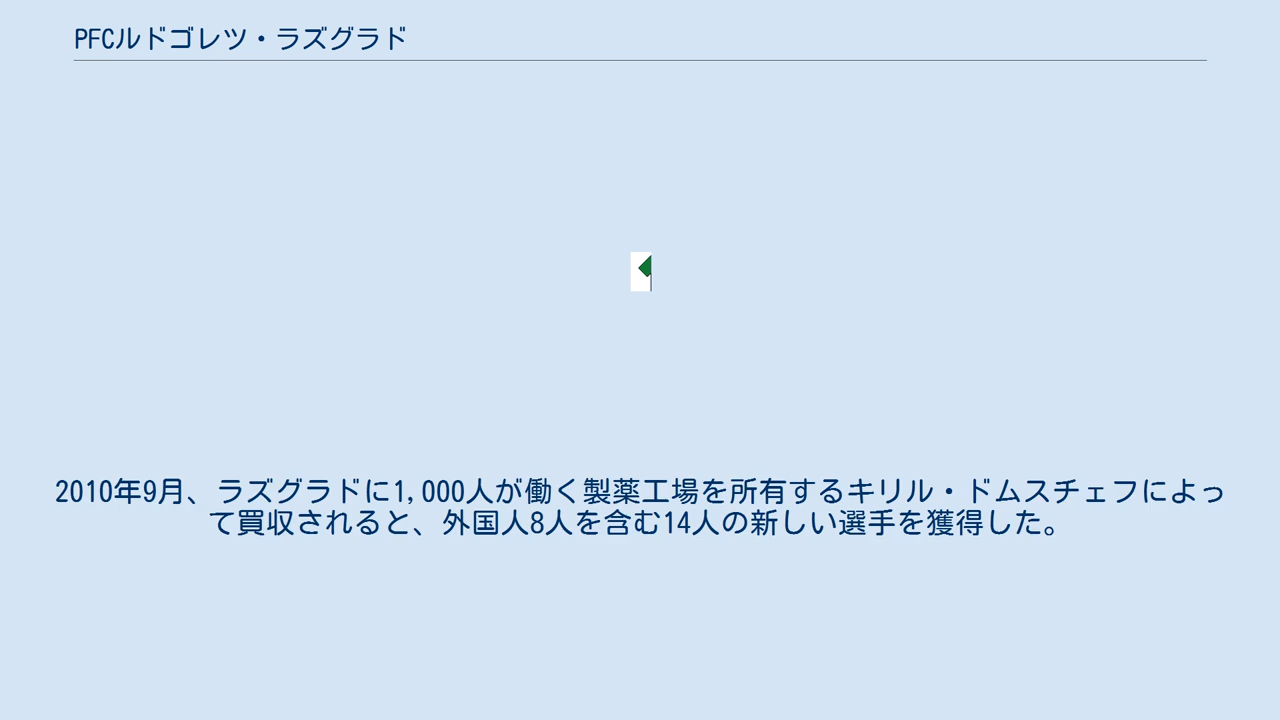 PFCルドゴレツ・ラズグラド
2010年9月、ラズグラドに1,000人が働く製薬工場を所有するキリル・ドムスチェフによっ
て買収されると、外国人8人を含む14人の新しい選手を獲得した。